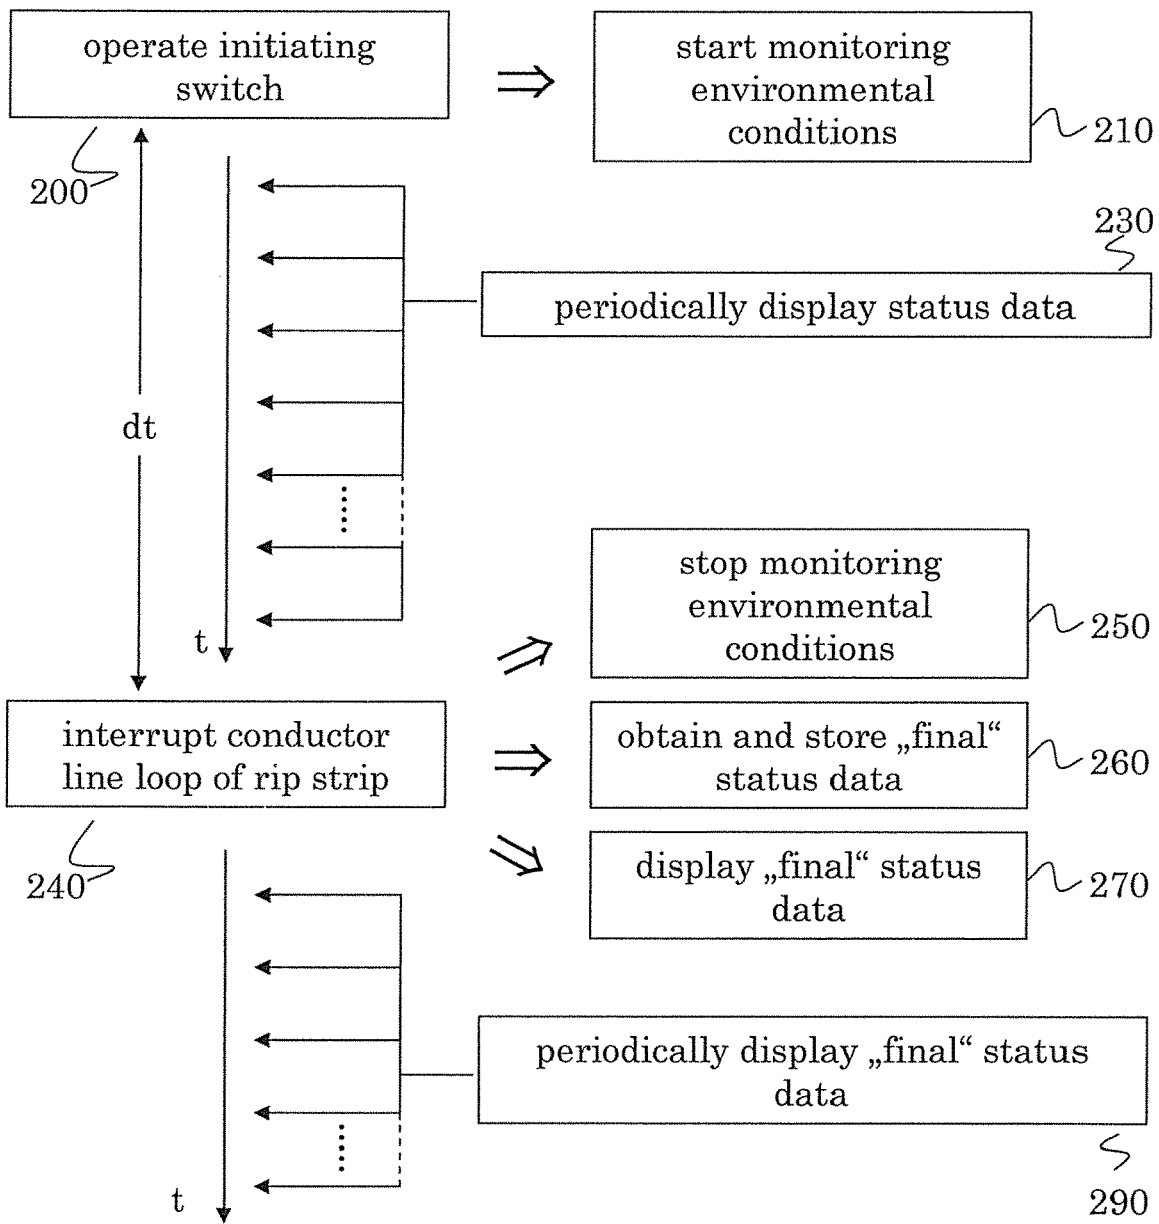 operate initiating
switch
start monitoring
environmental
conditions
210
200
230
periodically display status data
dt
stop monitoring
environmental
conditions
250
t
interrupt conductor
line loop of rip strip
obtain and store „final“
status data
260
240
display „final“ status
data
270
periodically display „final“ status
data
t
290